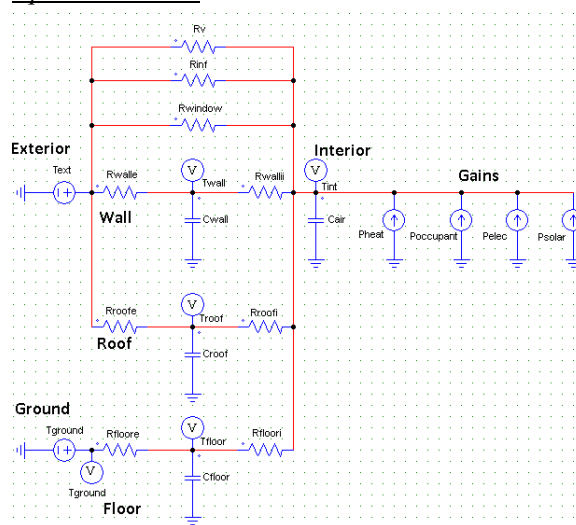 Rv
Rinf
Rwindow
Exterior
Interior
Text
Rwalle
V
Twall
Rwallii
V
Tint
Gains
Wall
Cwall
Cair
Pheat
Poccupant
Pelec
Psolar
V
Rroofe
Troof
Rroofi
Roof
Croof
Ground
Tground
Rfloore
V
Tfloor
Rfloori
V
Tground
Cfloor
Floor